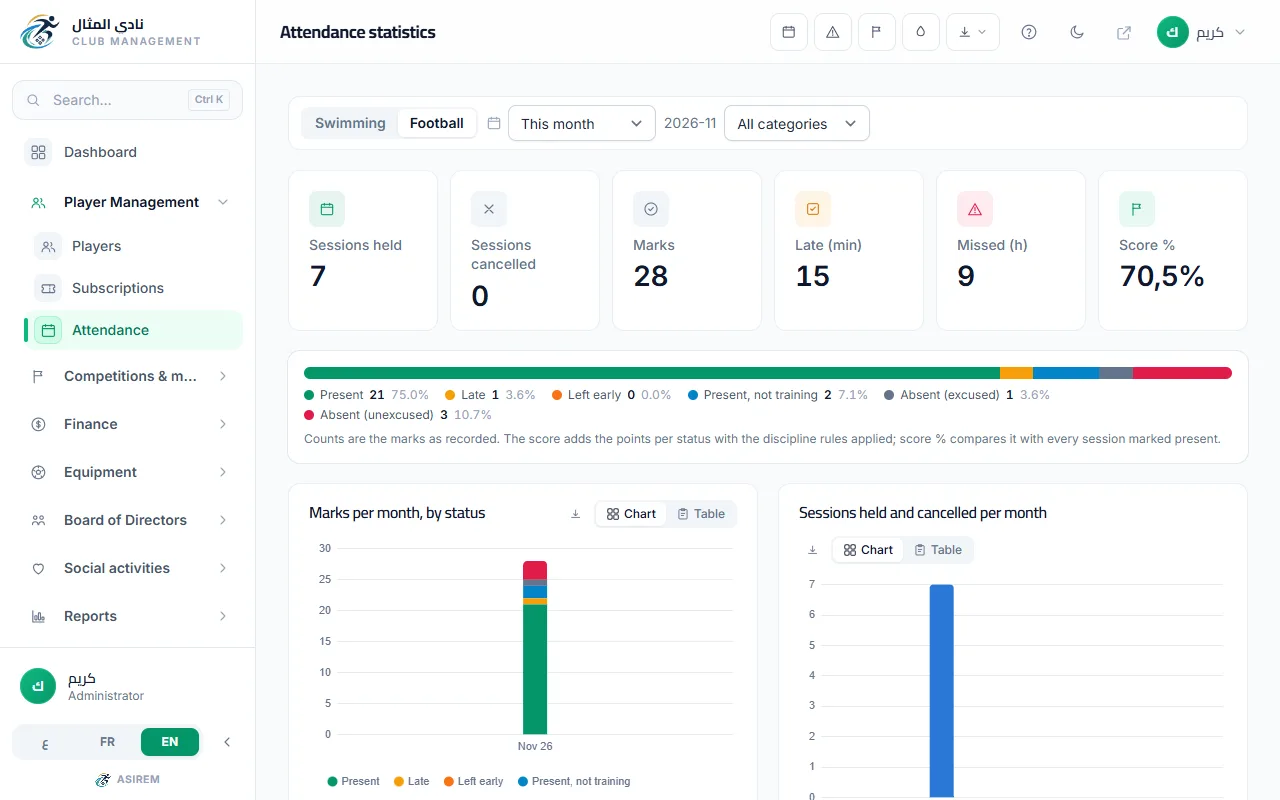 نادي المثال
CLUB MANAGEMENT
Attendance statistics
ك كريم
Search...
Ctrl K
Dashboard
Player Management
Players
Subscriptions
Attendance
Competitions & m...
Finance
Equipment
Board of Directors
Social activities
Reports
ك كريم
Administrator
ع FR EN
ASIREM
Swimming Football This month 2026-11 All categories
Sessions held
7
Sessions cancelled
0
Marks
28
Late (min)
15
Missed (h)
9
Score %
70,5%
Present 21 75.0% Late 1 3.6% Left early 0 0.0% Present, not training 2 7.1% Absent (excused) 1 3.6%
Absent (unexcused) 3 10.7%
Counts are the marks as recorded. The score adds the points per status with the discipline rules applied; score % compares it with every session marked present.
Marks per month, by status
Chart Table
30
25
20
15
10
5
0
Nov 26
Present Late Left early Present, not training
Sessions held and cancelled per month
Chart Table
7
6
5
4
3
2
1
0